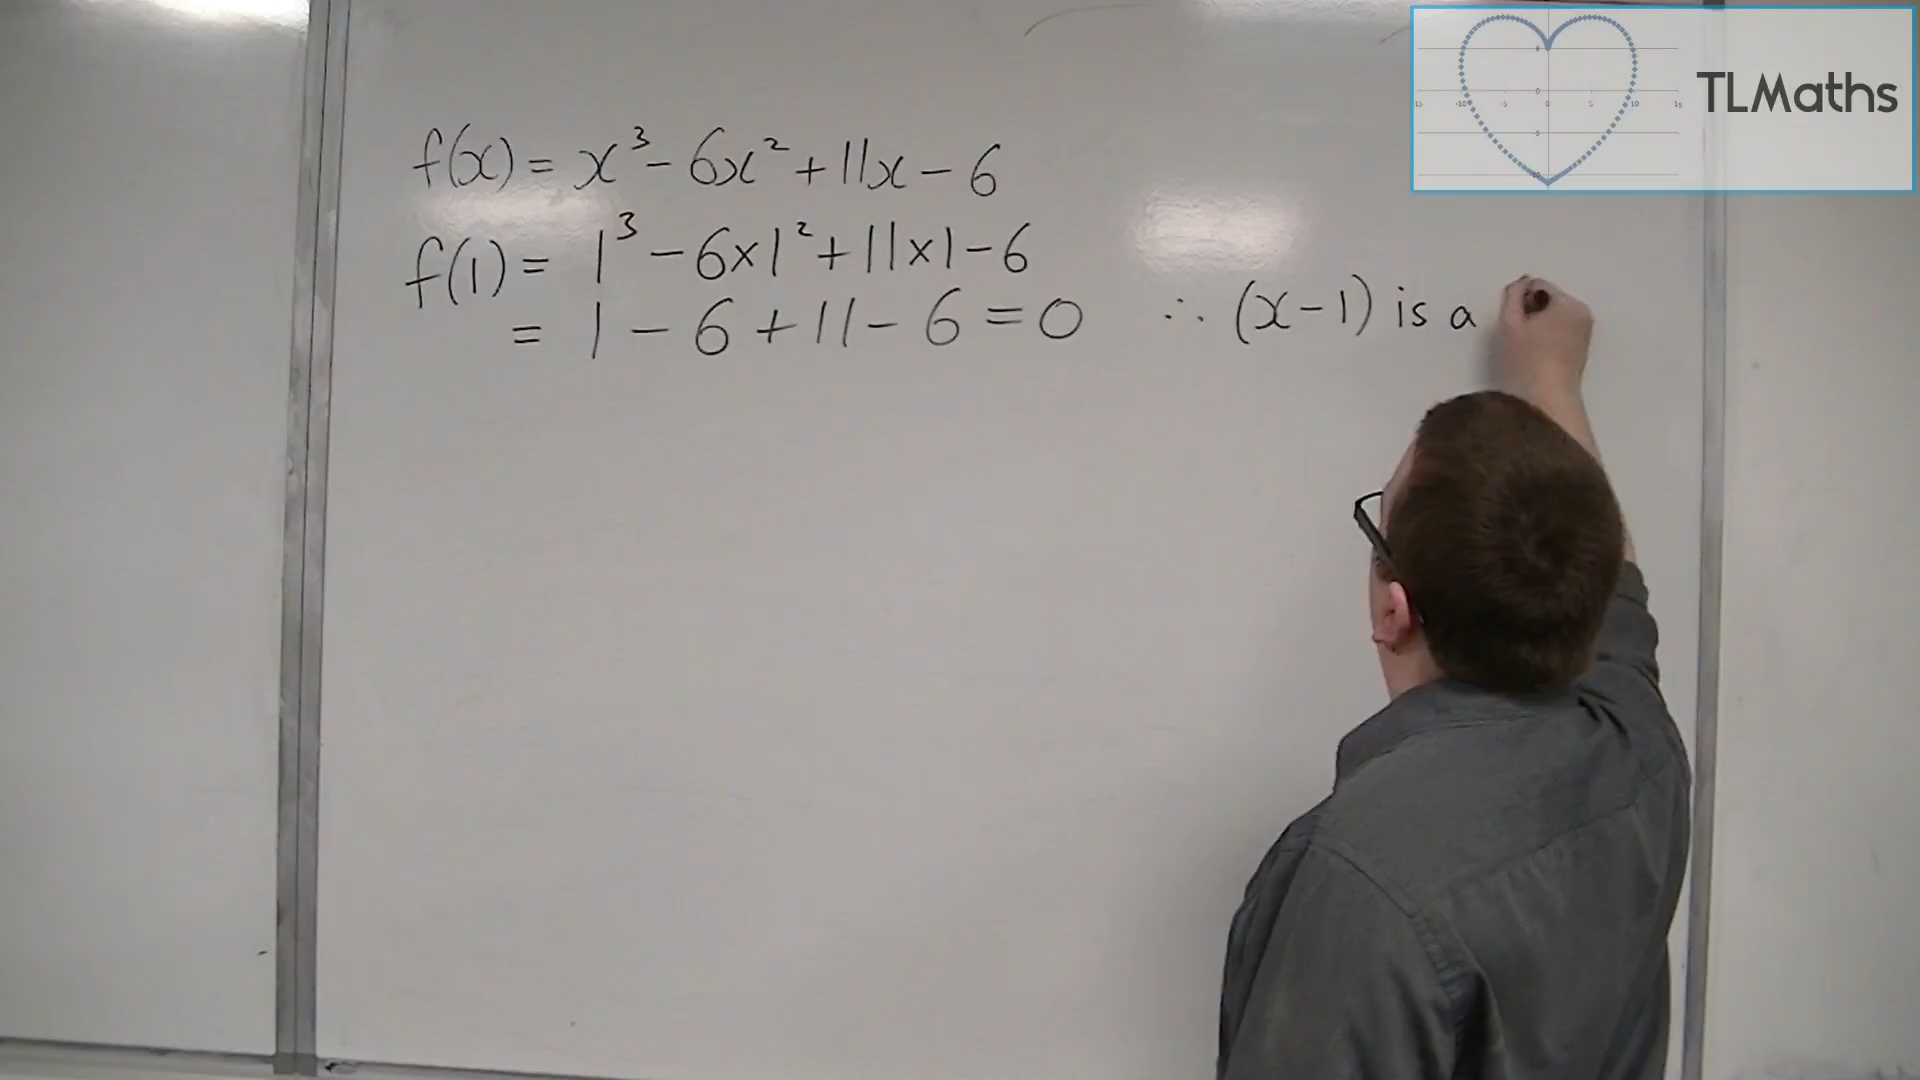 f(x) = x³ - 6x² + 11x - 6
f(1) = 1³ - 6×1² + 11×1 - 6
= 1 - 6 + 11 - 6 = 0 ∴ (x-1) is a
TLMaths